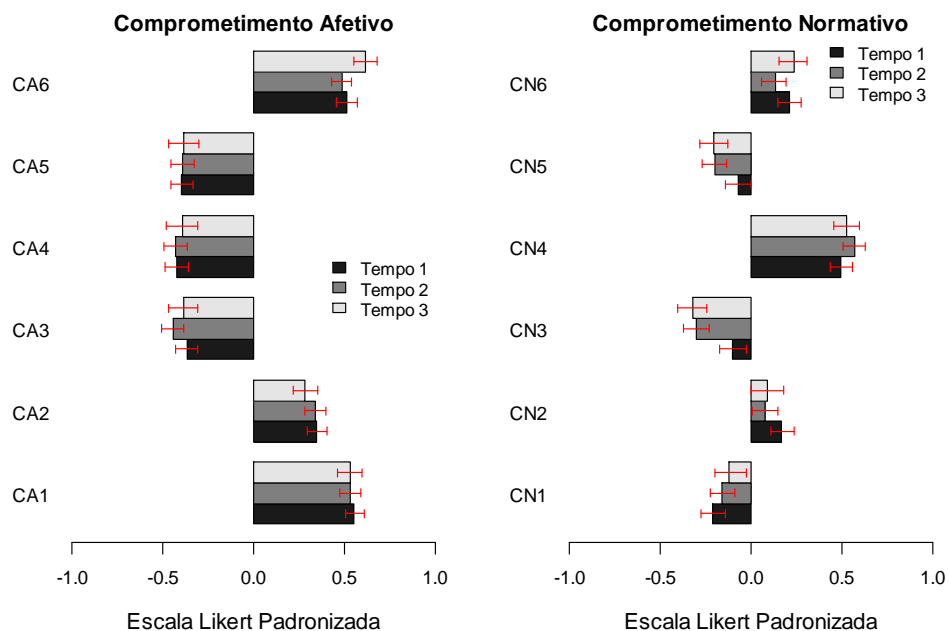 Comprometimento Afetivo
CA6
CA5
CA4
CA3
CA2
CA1
Tempo 1
Tempo 2
Tempo 3
-1.0 -0.5 0.0 0.5 1.0
Escala Likert Padronizada
Comprometimento Normativo
Tempo 1
Tempo 2
Tempo 3
CN6
CN5
CN4
CN3
CN2
CN1
-1.0 -0.5 0.0 0.5 1.0
Escala Likert Padronizada